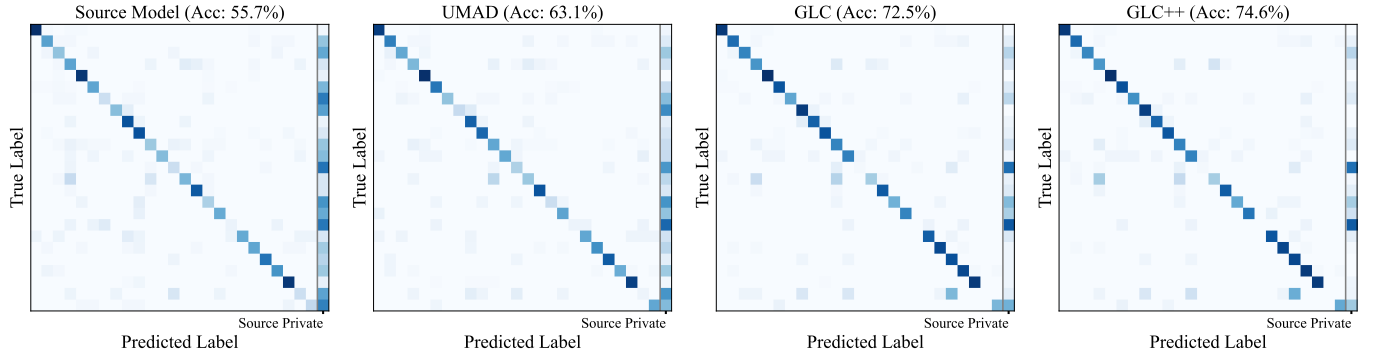 Source Model (Acc: 55.7%)
True Label
Source Private
Predicted Label
UMAD (Acc: 63.1%)
True Label
Source Private
Predicted Label
GLC (Acc: 72.5%)
True Label
Source Private
Predicted Label
GLC++ (Acc: 74.6%)
True Label
Source Private
Predicted Label